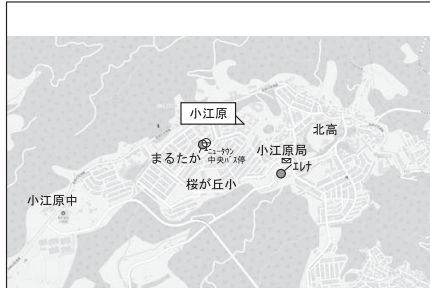 小江原
北高
まるたか
ニュータウン
中央バス停
小江原局
エレナ
桜が丘小
小江原中